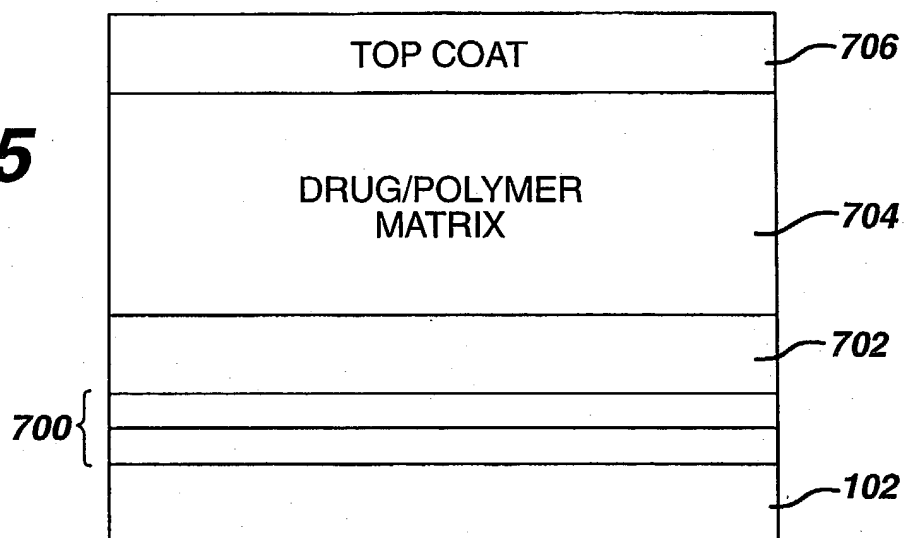 TOP COAT
706
5
DRUG/POLYMER
MATRIX
704
702
700
102